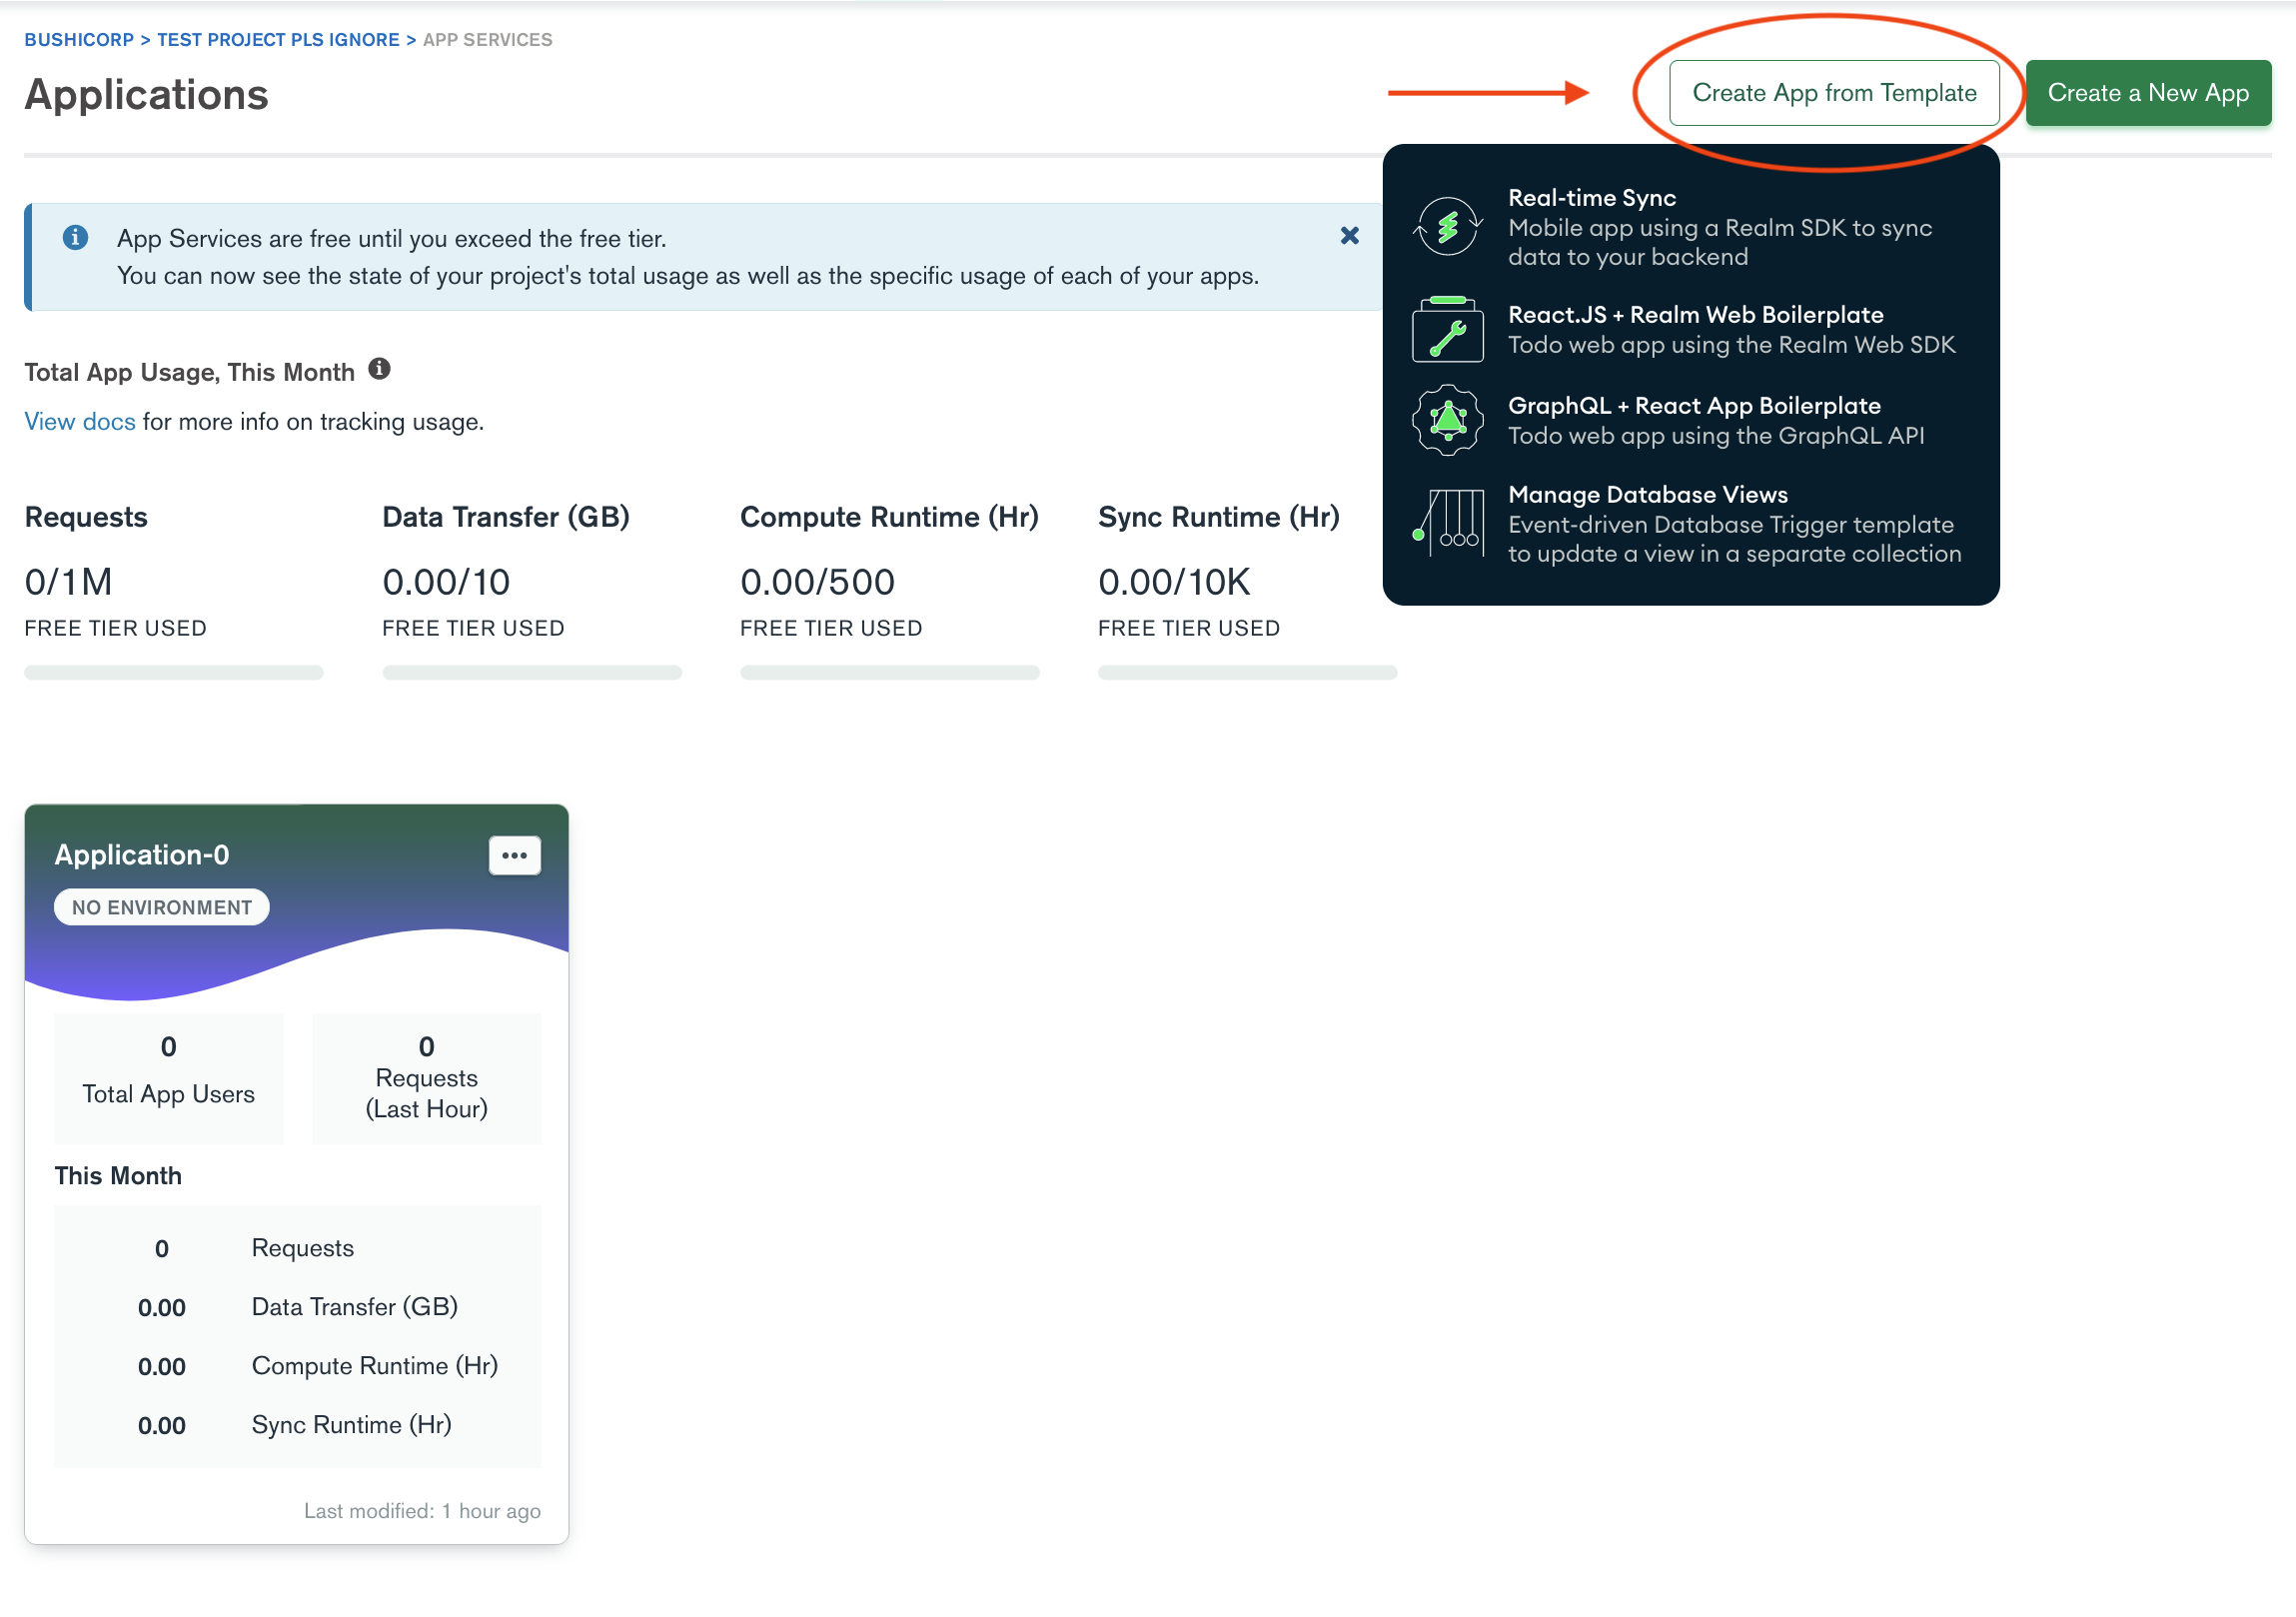 BUSHICORP > TEST PROJECT PLS IGNORE > APP SERVICES
Applications
Create App from Template
Create a New App
App Services are free until you exceed the free tier.
You can now see the state of your project's total usage as well as the specific usage of each of your apps.
Real-time Sync
Mobile app using a Realm SDK to sync
data to your backend
React.JS + Realm Web Boilerplate
Todo web app using the Realm Web SDK
GraphQL + React App Boilerplate
Todo web app using the GraphQL API
Manage Database Views
Event-driven Database Trigger template
to update a view in a separate collection
Total App Usage, This Month
View docs for more info on tracking usage.
Requests
0/1M
FREE TIER USED
Data Transfer (GB)
0.00/10
FREE TIER USED
Compute Runtime (Hr)
0.00/500
FREE TIER USED
Sync Runtime (Hr)
0.00/10K
FREE TIER USED
Application-0
NO ENVIRONMENT
0
Total App Users
0
Requests
(Last Hour)
This Month
0 Requests
0.00 Data Transfer (GB)
0.00 Compute Runtime (Hr)
0.00 Sync Runtime (Hr)
Last modified: 1 hour ago